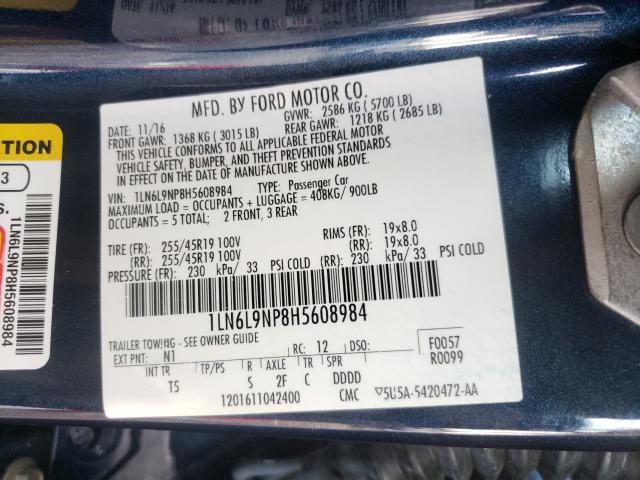 MFD. BY FORD MOTOR CO.
DATE: 11/16
GVWR: 2586 KG ( 5700 LB)
FRONT GAWR: 1368 KG ( 3015 LB)
REAR GAWR: 1218 KG ( 2685 LB)
THIS VEHICLE CONFORMS TO ALL APPLICABLE FEDERAL MOTOR
VEHICLE SAFETY, BUMPER, AND THEFT PREVENTION STANDARDS
IN EFFECT ON THE DATE OF MANUFACTURE SHOWN ABOVE.
VIN: 1LN6L9NP8H5608984 TYPE: Passenger Car
MAXIMUM LOAD = OCCUPANTS + LUGGAGE = 408KG/ 900LB
OCCUPANTS = 5 TOTAL; 2 FRONT, 3 REAR
TIRE (FR): 255/45R19 100V RIMS (FR): 19x8.0
(RR): 255/45R19 100V (RR): 19x8.0
PRESSURE (FR): 230 kPa/ 33 PSI COLD (RR): 230 kPa/ 33 PSI COLD
1LN6L9NP8H5608984
TRAILER TOWING - SEE OWNER GUIDE
EXT PNT: N1 RC: 12 DSO: F0057
R0099
INT TR TP/PS R AXLE TR SPR
T5 S 2F C DDDD
1201611042400 CMC 5U5A-5420472-AA
TION
3
s.
1LN6L9NP8H5608984
11/16